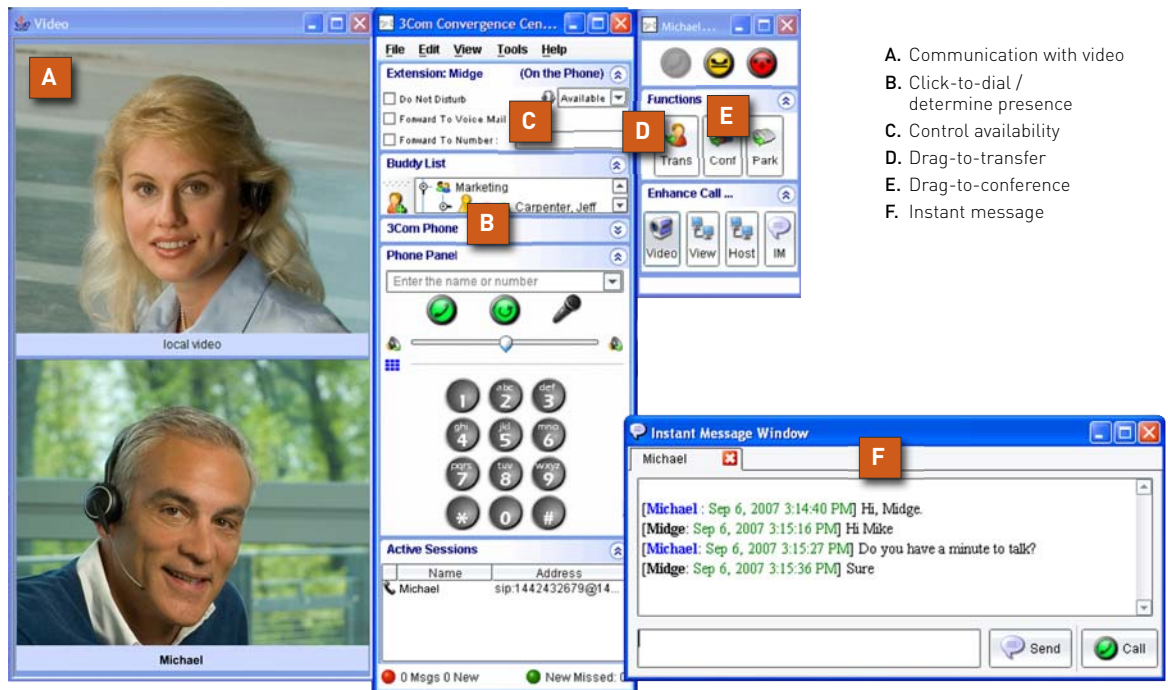 Video
A
local video
Michael
3Com Convergence Cen...
File Edit View Tools Help
Extension: Midge (On the Phone)
Do Not Disturb
Available
Forward To Voice Mail
C
Forward To Number:
Buddy List
Marketing
Carpenter, Jeff
B
3Com Phone
Phone Panel
Enter the name or number
1
abc 2
def 3
ghi 4
jkl 5
mno 6
pqrs 7
tuv 8
wxyz 9
* 0 #
Active Sessions
Name Address
Michael sip:1442432679@14...
0 Msgs 0 New New Missed:
Michael...
Functions
D
E
Trans Conf Park
Enhance Call ...
Video View Host IM
A. Communication with video
B. Click-to-dial /
determine presence
C. Control availability
D. Drag-to-transfer
E. Drag-to-conference
F. Instant message
Instant Message Window
Michael
F
[Michael : Sep 6, 2007 3:14:40 PM] Hi, Midge.
[Midge: Sep 6, 2007 3:15:16 PM] Hi Mike
[Michael: Sep 6, 2007 3:15:27 PM] Do you have a minute to talk?
[Midge: Sep 6, 2007 3:15:36 PM] Sure
Send
Call